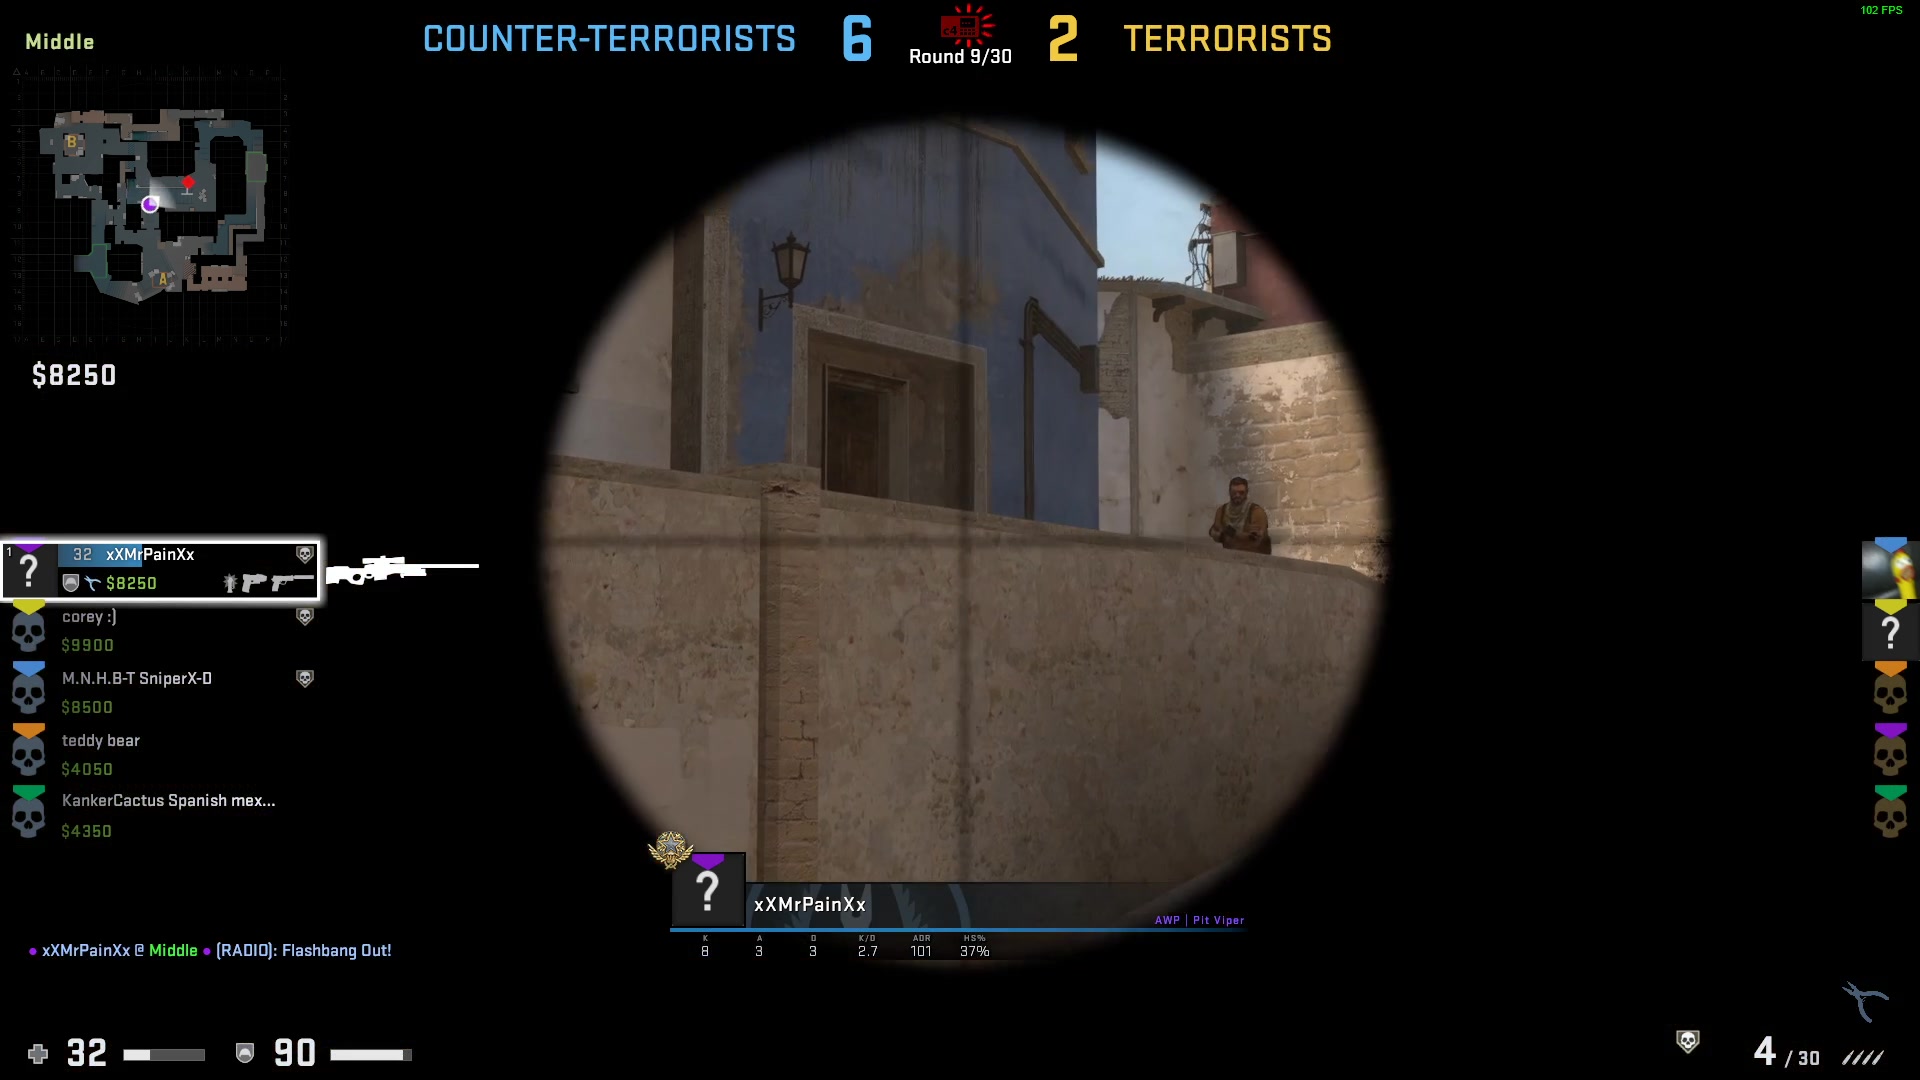 102 FPS
Middle
COUNTER-TERRORISTS 6 2 TERRORISTS
Round 9/30
B
A
$8250
1 ? 32 xXMrPainXx
$8250
corey :)
$9900
M.N.H.B-T SniperX-D
$8500
teddy bear
$4050
KankerCactus Spanish mex...
$4350
?
? xXMrPainXx
AWP | Pit Viper
K A D K/D ADR HS%
8 3 3 2.7 101 37%
xXMrPainXx @ Middle (RADIO): Flashbang Out!
32 90
4 / 30